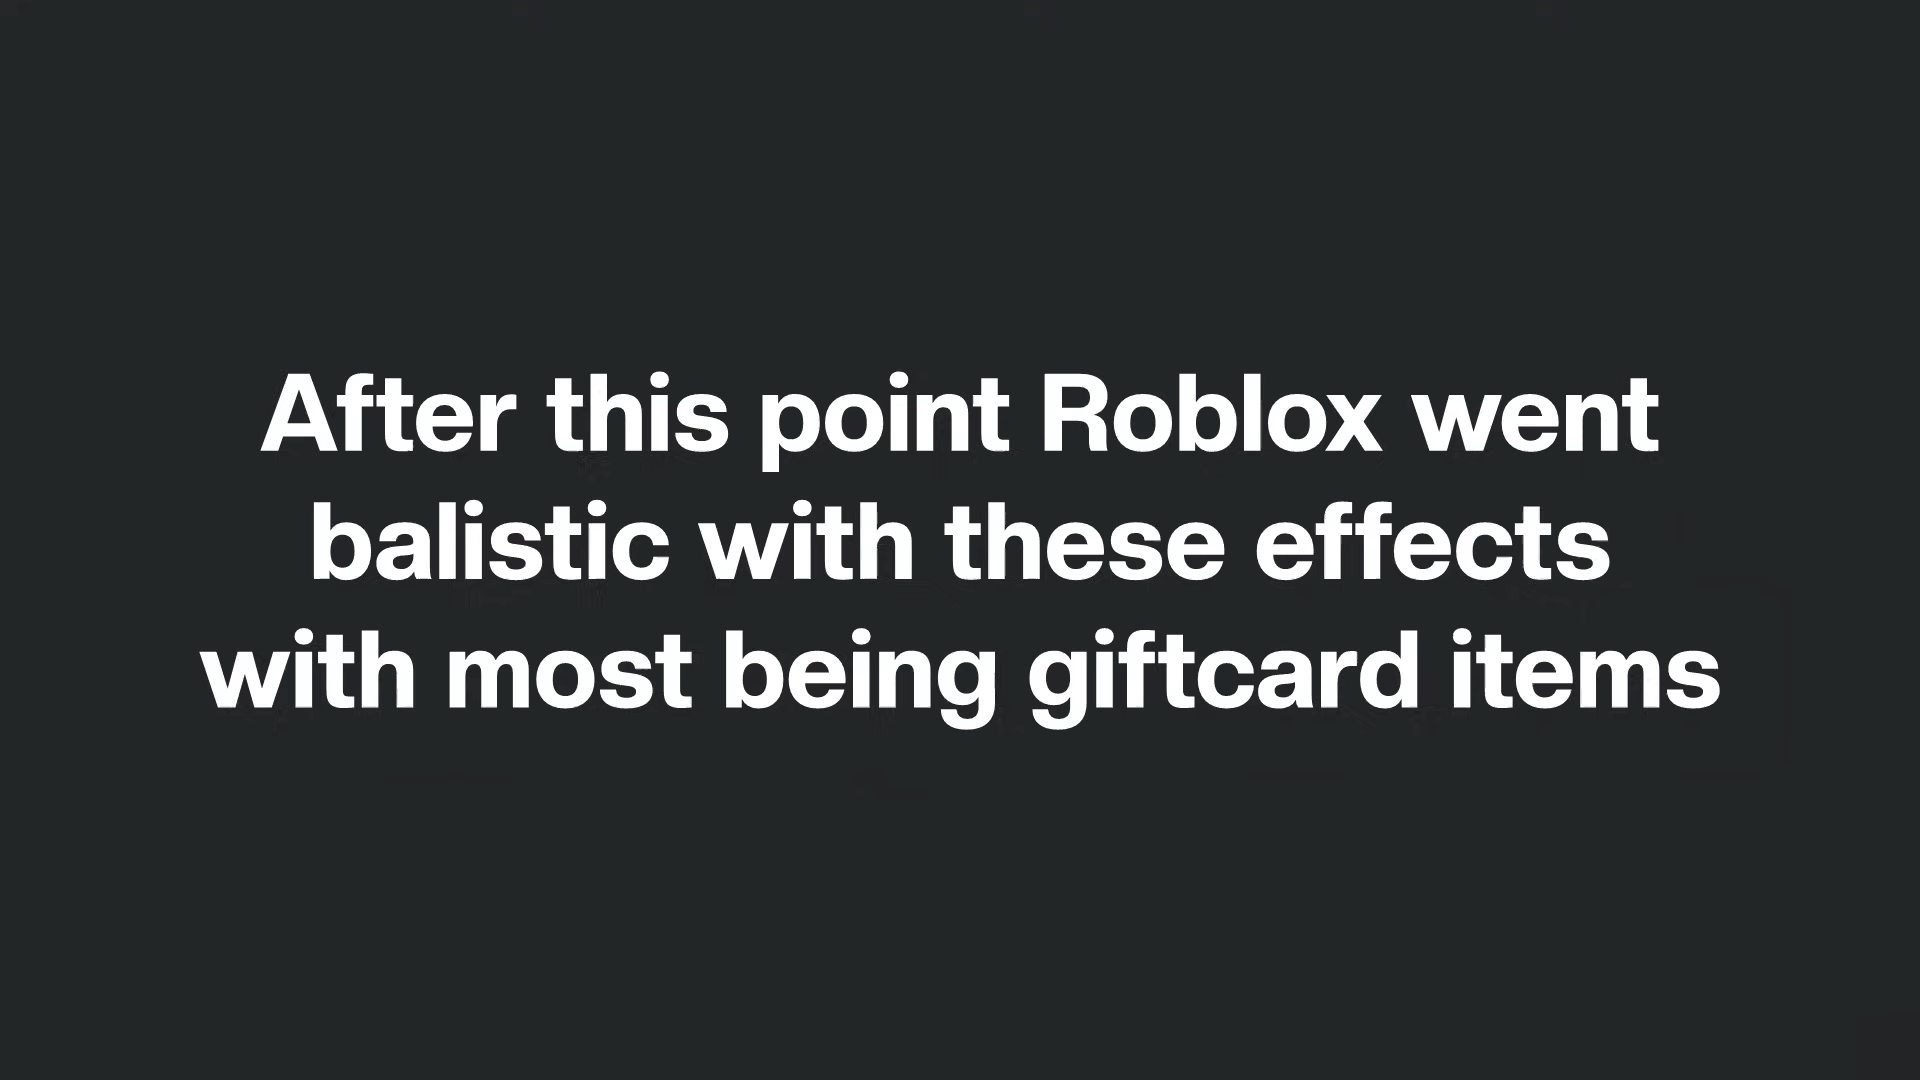 After this point Roblox went
balistic with these effects
with most being giftcard items